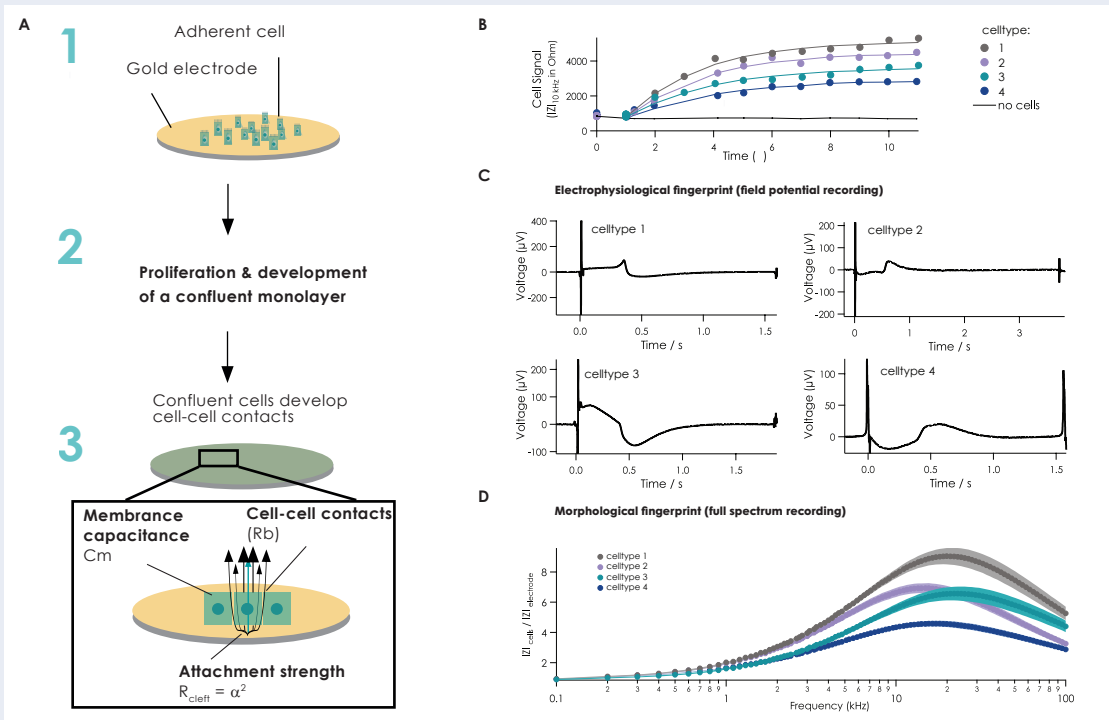 A
1
Adherent cell
Gold electrode
2
Proliferation & development
of a confluent monolayer
Confluent cells develop
cell-cell contacts
3
Membrance
capacitance
Cm
Cell-cell contacts
(Rb)
Attachment strength
R_cleft = α²
B
Cell Signal
(IZI_10 kHz in Ohm)
4000
2000
0
0
2
4
6
8
10
Time ( )
celltype:
1
2
3
4
no cells
C
Electrophysiological fingerprint (field potential recording)
celltype 1
Voltage (µV)
400
200
0
-200
0.0
0.5
1.0
1.5
Time / s
celltype 2
Voltage (µV)
200
100
0
-100
-200
0
1
2
3
Time / s
celltype 3
Voltage (µV)
200
100
0
-100
0.0
0.5
1.0
1.5
Time / s
celltype 4
Voltage (µV)
100
50
0
0.0
0.5
1.0
1.5
Time / s
D
Morphological fingerprint (full spectrum recording)
celltype 1
celltype 2
celltype 3
celltype 4
IZI_cells / IZI_electrode
8
6
4
2
0.1
2
3
4
5
6
7
8
9
1
2
3
4
5
6
7
8
9
10
2
3
4
5
6
7
8
9
100
Frequency (kHz)